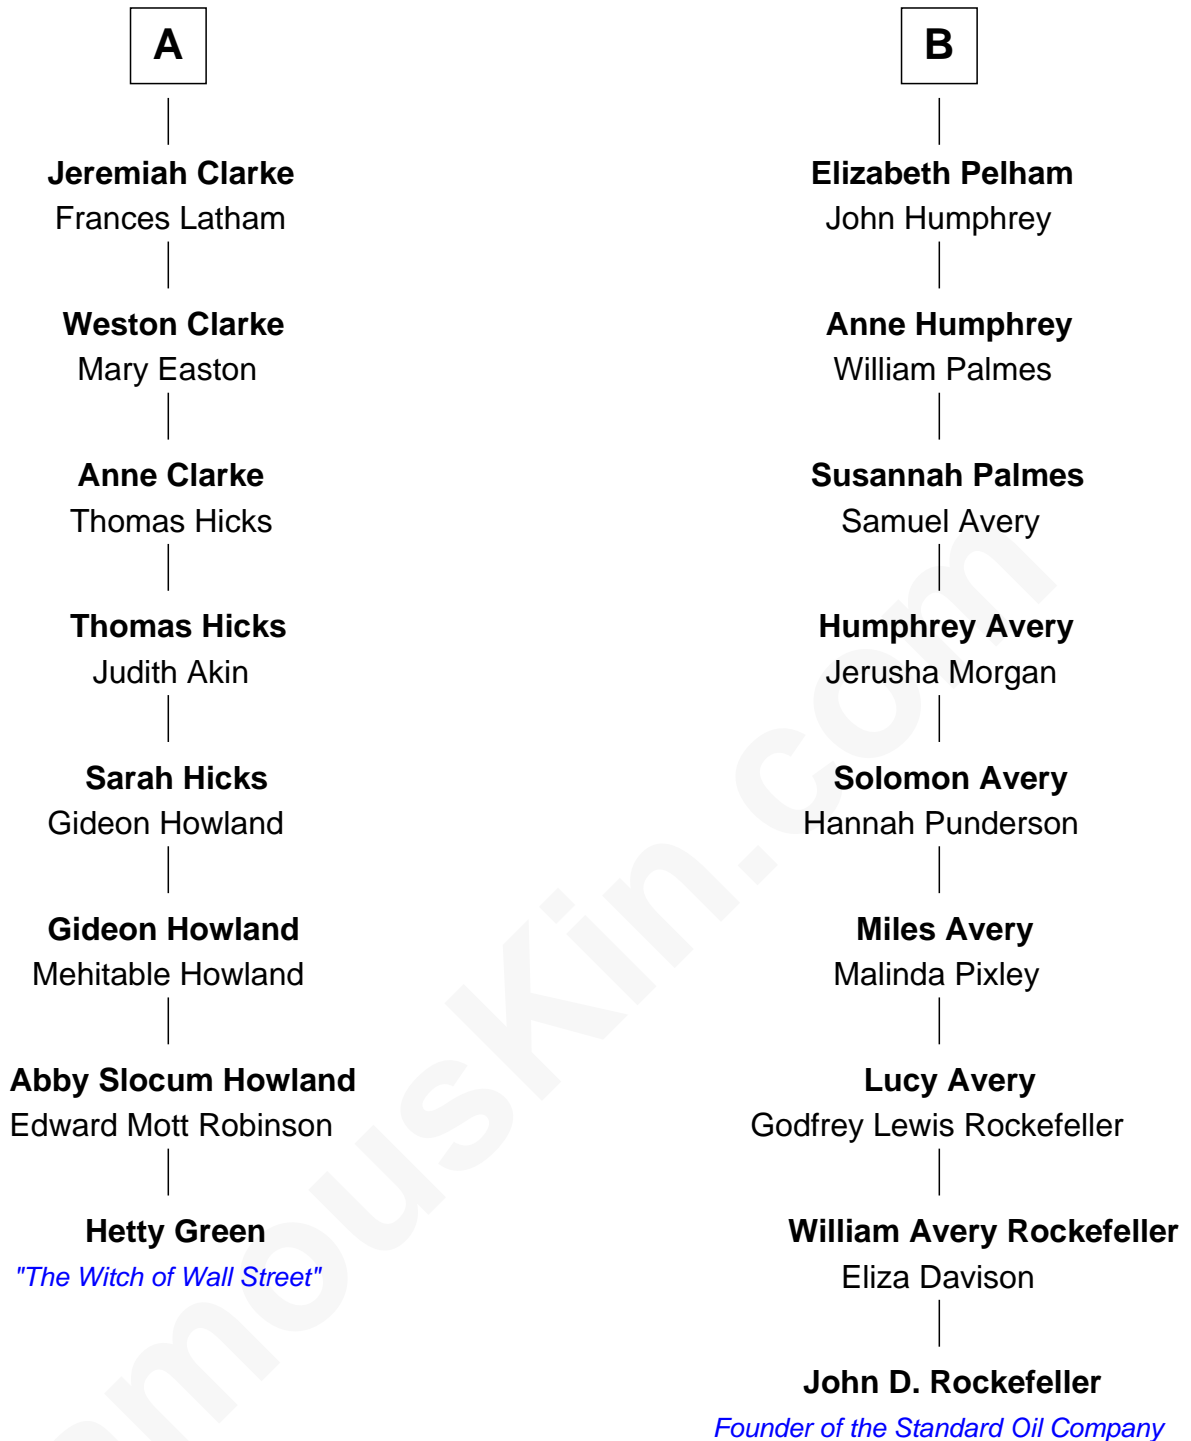 A
Jeremiah Clarke
Frances Latham
Weston Clarke
Mary Easton
Anne Clarke
Thomas Hicks
Thomas Hicks
Judith Akin
Sarah Hicks
Gideon Howland
Gideon Howland
Mehitable Howland
Abby Slocum Howland
Edward Mott Robinson
Hetty Green
"The Witch of Wall Street"
B
Elizabeth Pelham
John Humphrey
Anne Humphrey
William Palmes
Susannah Palmes
Samuel Avery
Humphrey Avery
Jerusha Morgan
Solomon Avery
Hannah Punderson
Miles Avery
Malinda Pixley
Lucy Avery
Godfrey Lewis Rockefeller
William Avery Rockefeller
Eliza Davison
John D. Rockefeller
Founder of the Standard Oil Company
amousKin.com